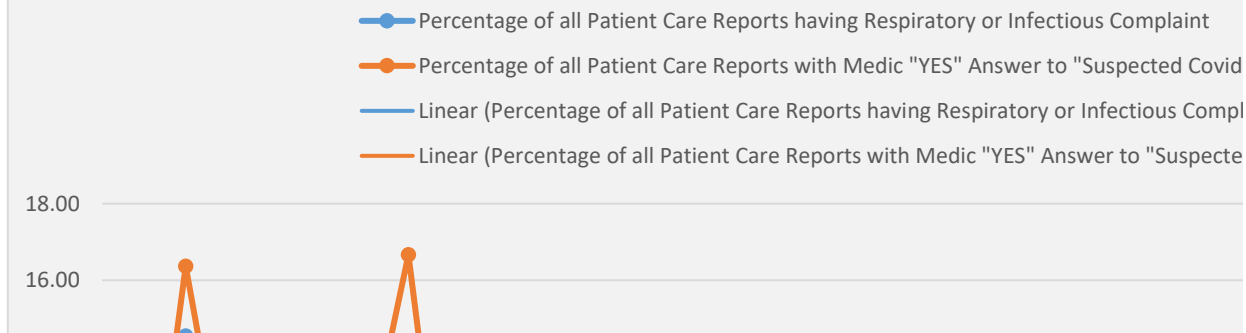 Percentage of all Patient Care Reports having Respiratory or Infectious Complaint
Percentage of all Patient Care Reports with Medic "YES" Answer to "Suspected Covid
Linear (Percentage of all Patient Care Reports having Respiratory or Infectious Compl
Linear (Percentage of all Patient Care Reports with Medic "YES" Answer to "Suspecte
18.00
16.00